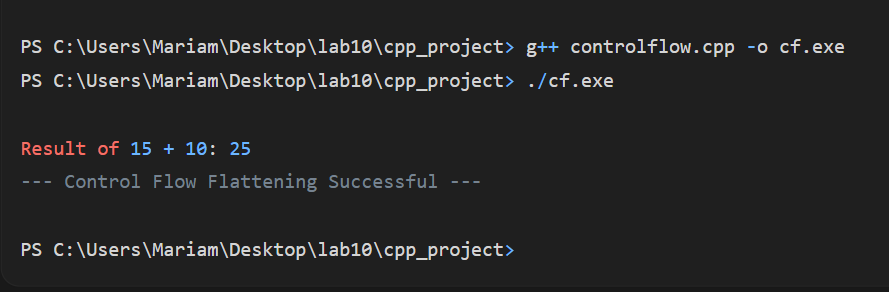 PS C:\Users\Mariam\Desktop\lab10\cpp_project> g++ controlflow.cpp -o cf.exe
PS C:\Users\Mariam\Desktop\lab10\cpp_project> ./cf.exe
Result of 15 + 10: 25
--- Control Flow Flattening Successful ---
PS C:\Users\Mariam\Desktop\lab10\cpp_project>